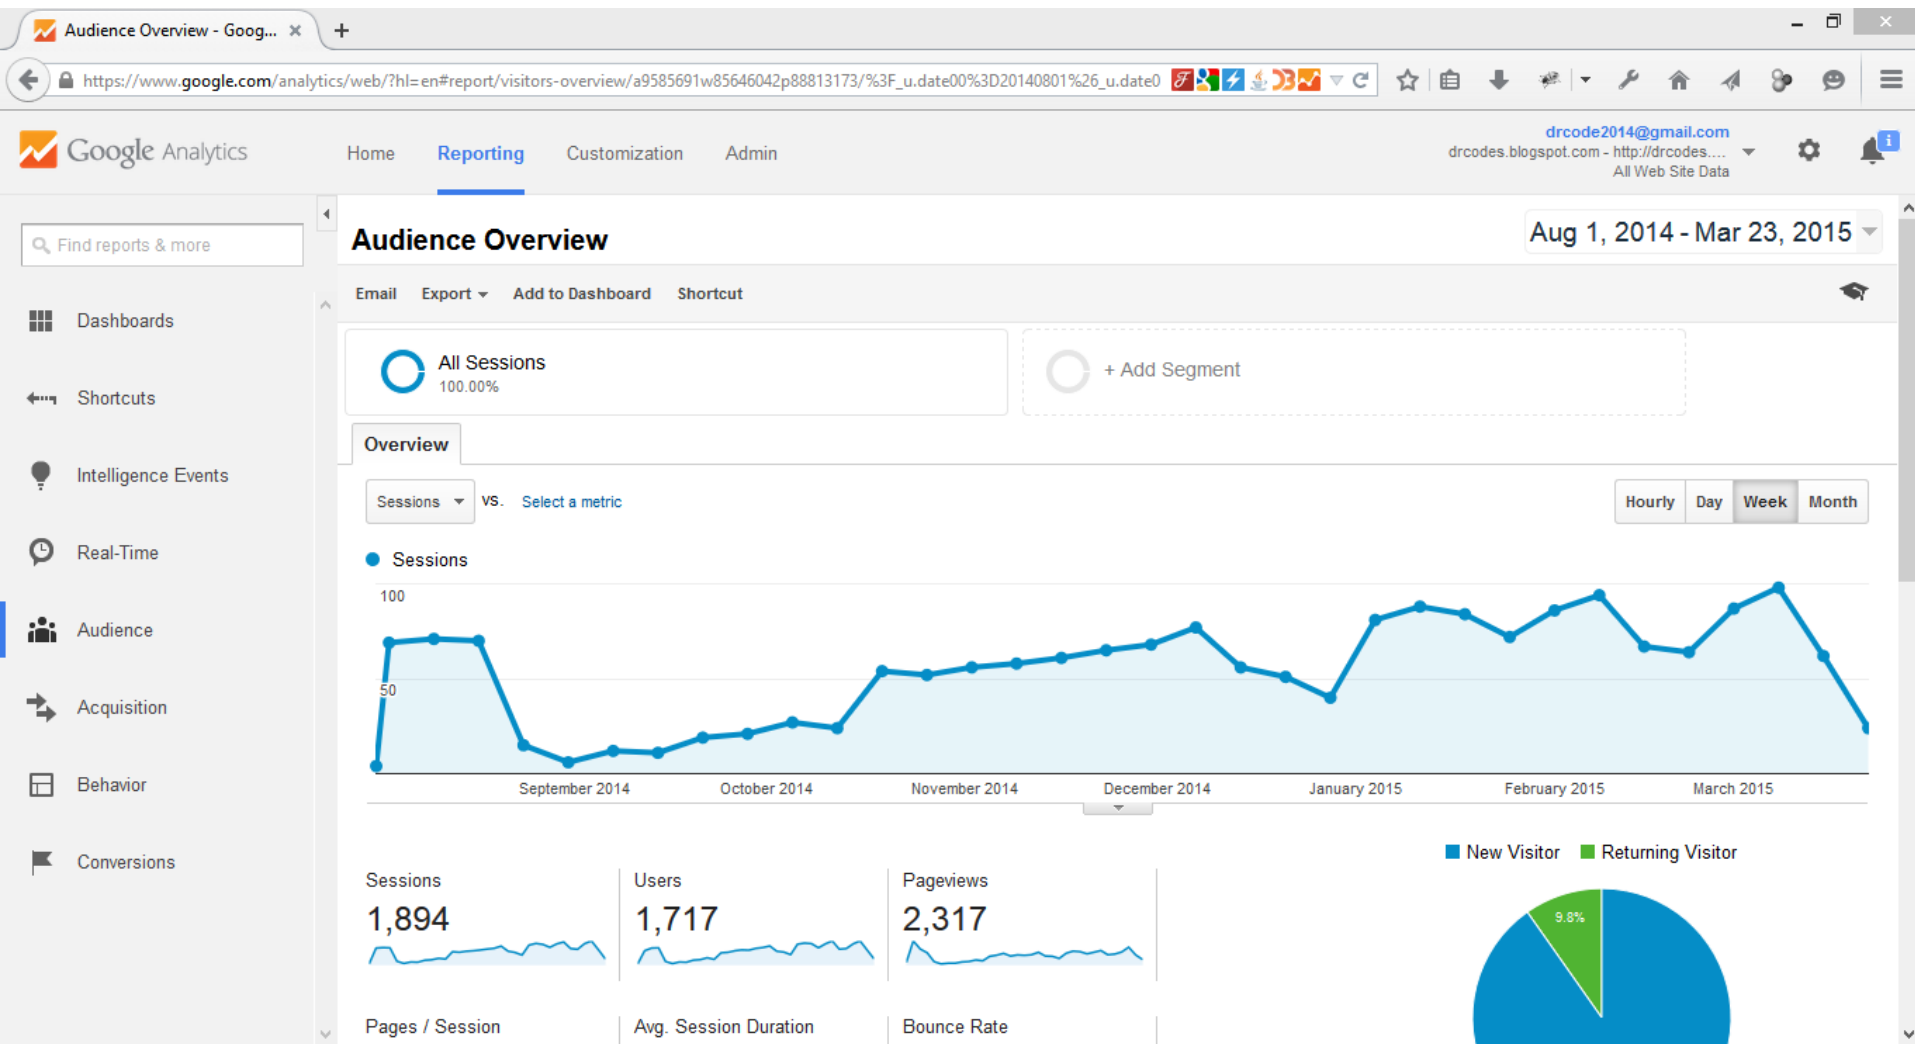 Audience Overview - Goog...
https://www.google.com/analytics/web/?hl=en#report/visitors-overview/a9585691w85646042p88813173/%3F_u.date00%3D20140801%26_u.date0
Google Analytics
Home Reporting Customization Admin
drcode2014@gmail.com
drcodes.blogspot.com - http://drcodes....
All Web Site Data
i
Find reports & more
Audience Overview
Aug 1, 2014 - Mar 23, 2015
Email Export Add to Dashboard Shortcut
Dashboards
Shortcuts
Intelligence Events
Real-Time
Audience
Acquisition
Behavior
Conversions
All Sessions
100.00%
+ Add Segment
Overview
Sessions VS. Select a metric
Hourly Day Week Month
Sessions
100
50
September 2014 October 2014 November 2014 December 2014 January 2015 February 2015 March 2015
New Visitor Returning Visitor
9.8%
Sessions
1,894
Users
1,717
Pageviews
2,317
Pages / Session
Avg. Session Duration
Bounce Rate